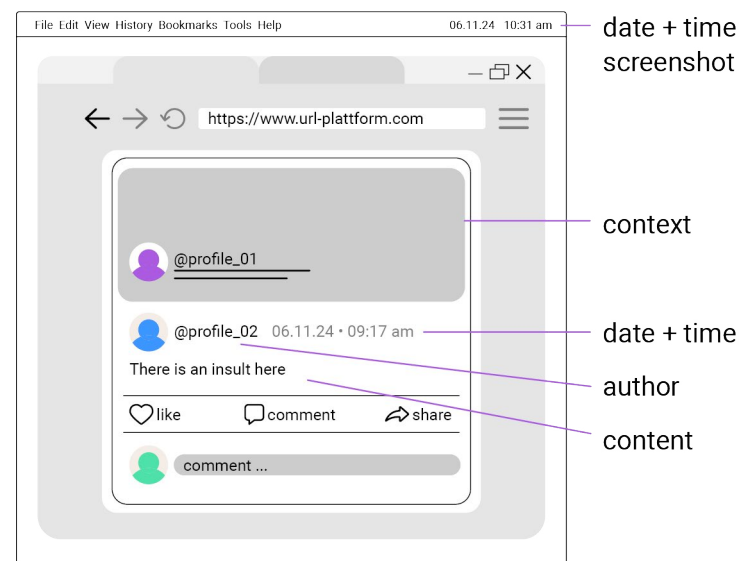 File Edit View History Bookmarks Tools Help 06.11.24 10:31 am
date + time
screenshot
https://www.url-plattform.com
context
@profile_01
@profile_02 06.11.24 • 09:17 am
date + time
There is an insult here
author
like comment share
content
comment ...